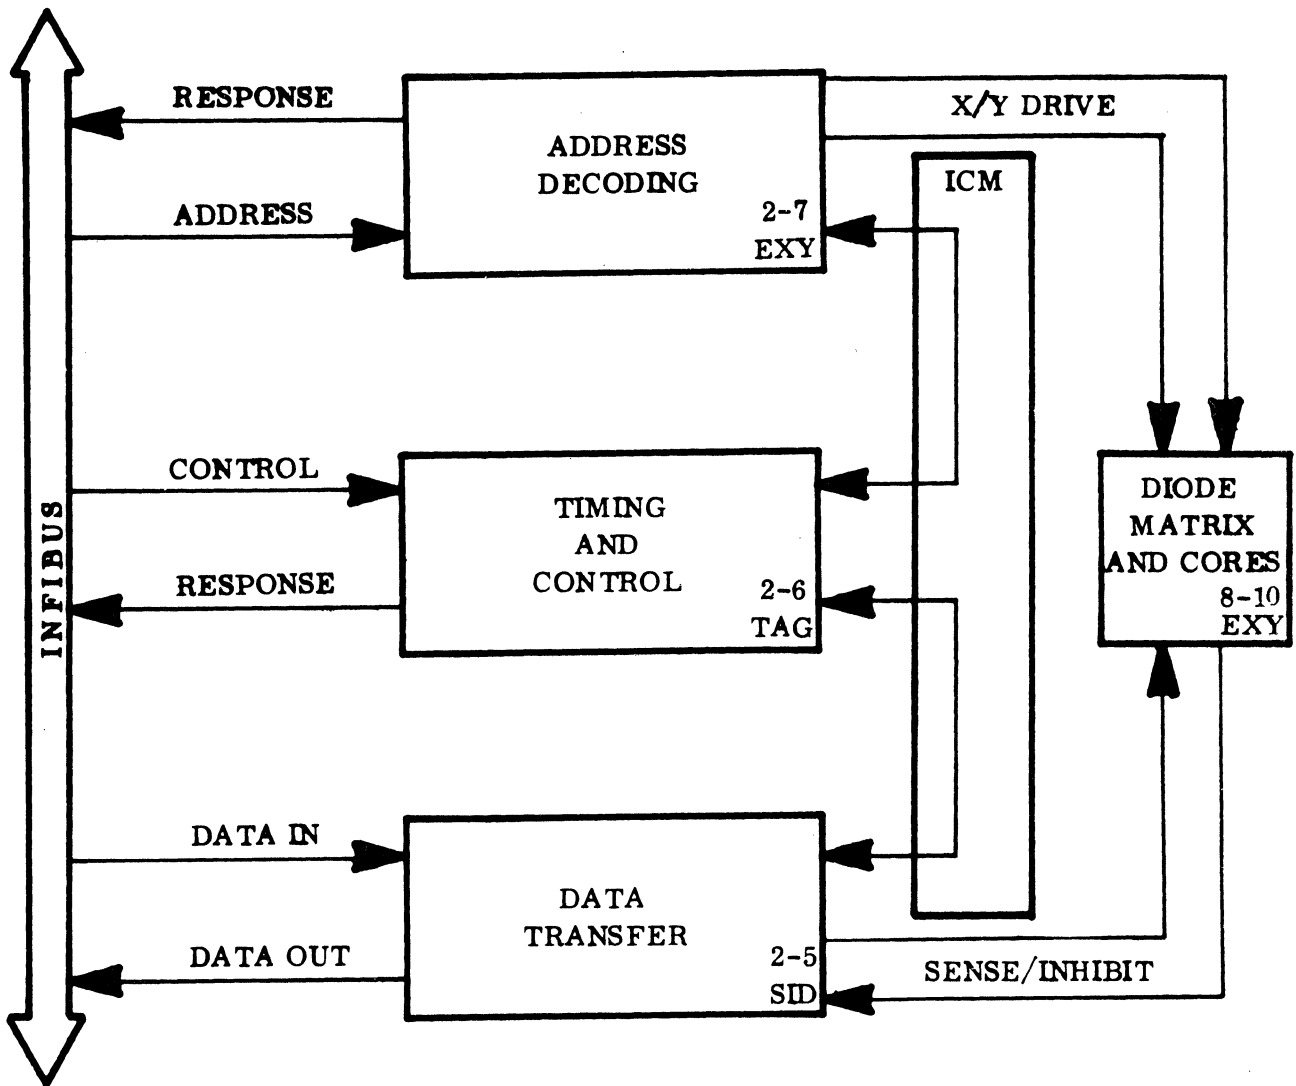 RESPONSE
X/Y DRIVE
ADDRESS
DECODING
ICM
ADDRESS
2-7
EXY
CONTROL
TIMING
AND
CONTROL
DIODE
MATRIX
AND CORES
8-10
EXY
INFIBUS
RESPONSE
2-6
TAG
DATA IN
DATA
TRANSFER
DATA OUT
2-5
SID
SENSE/INHIBIT